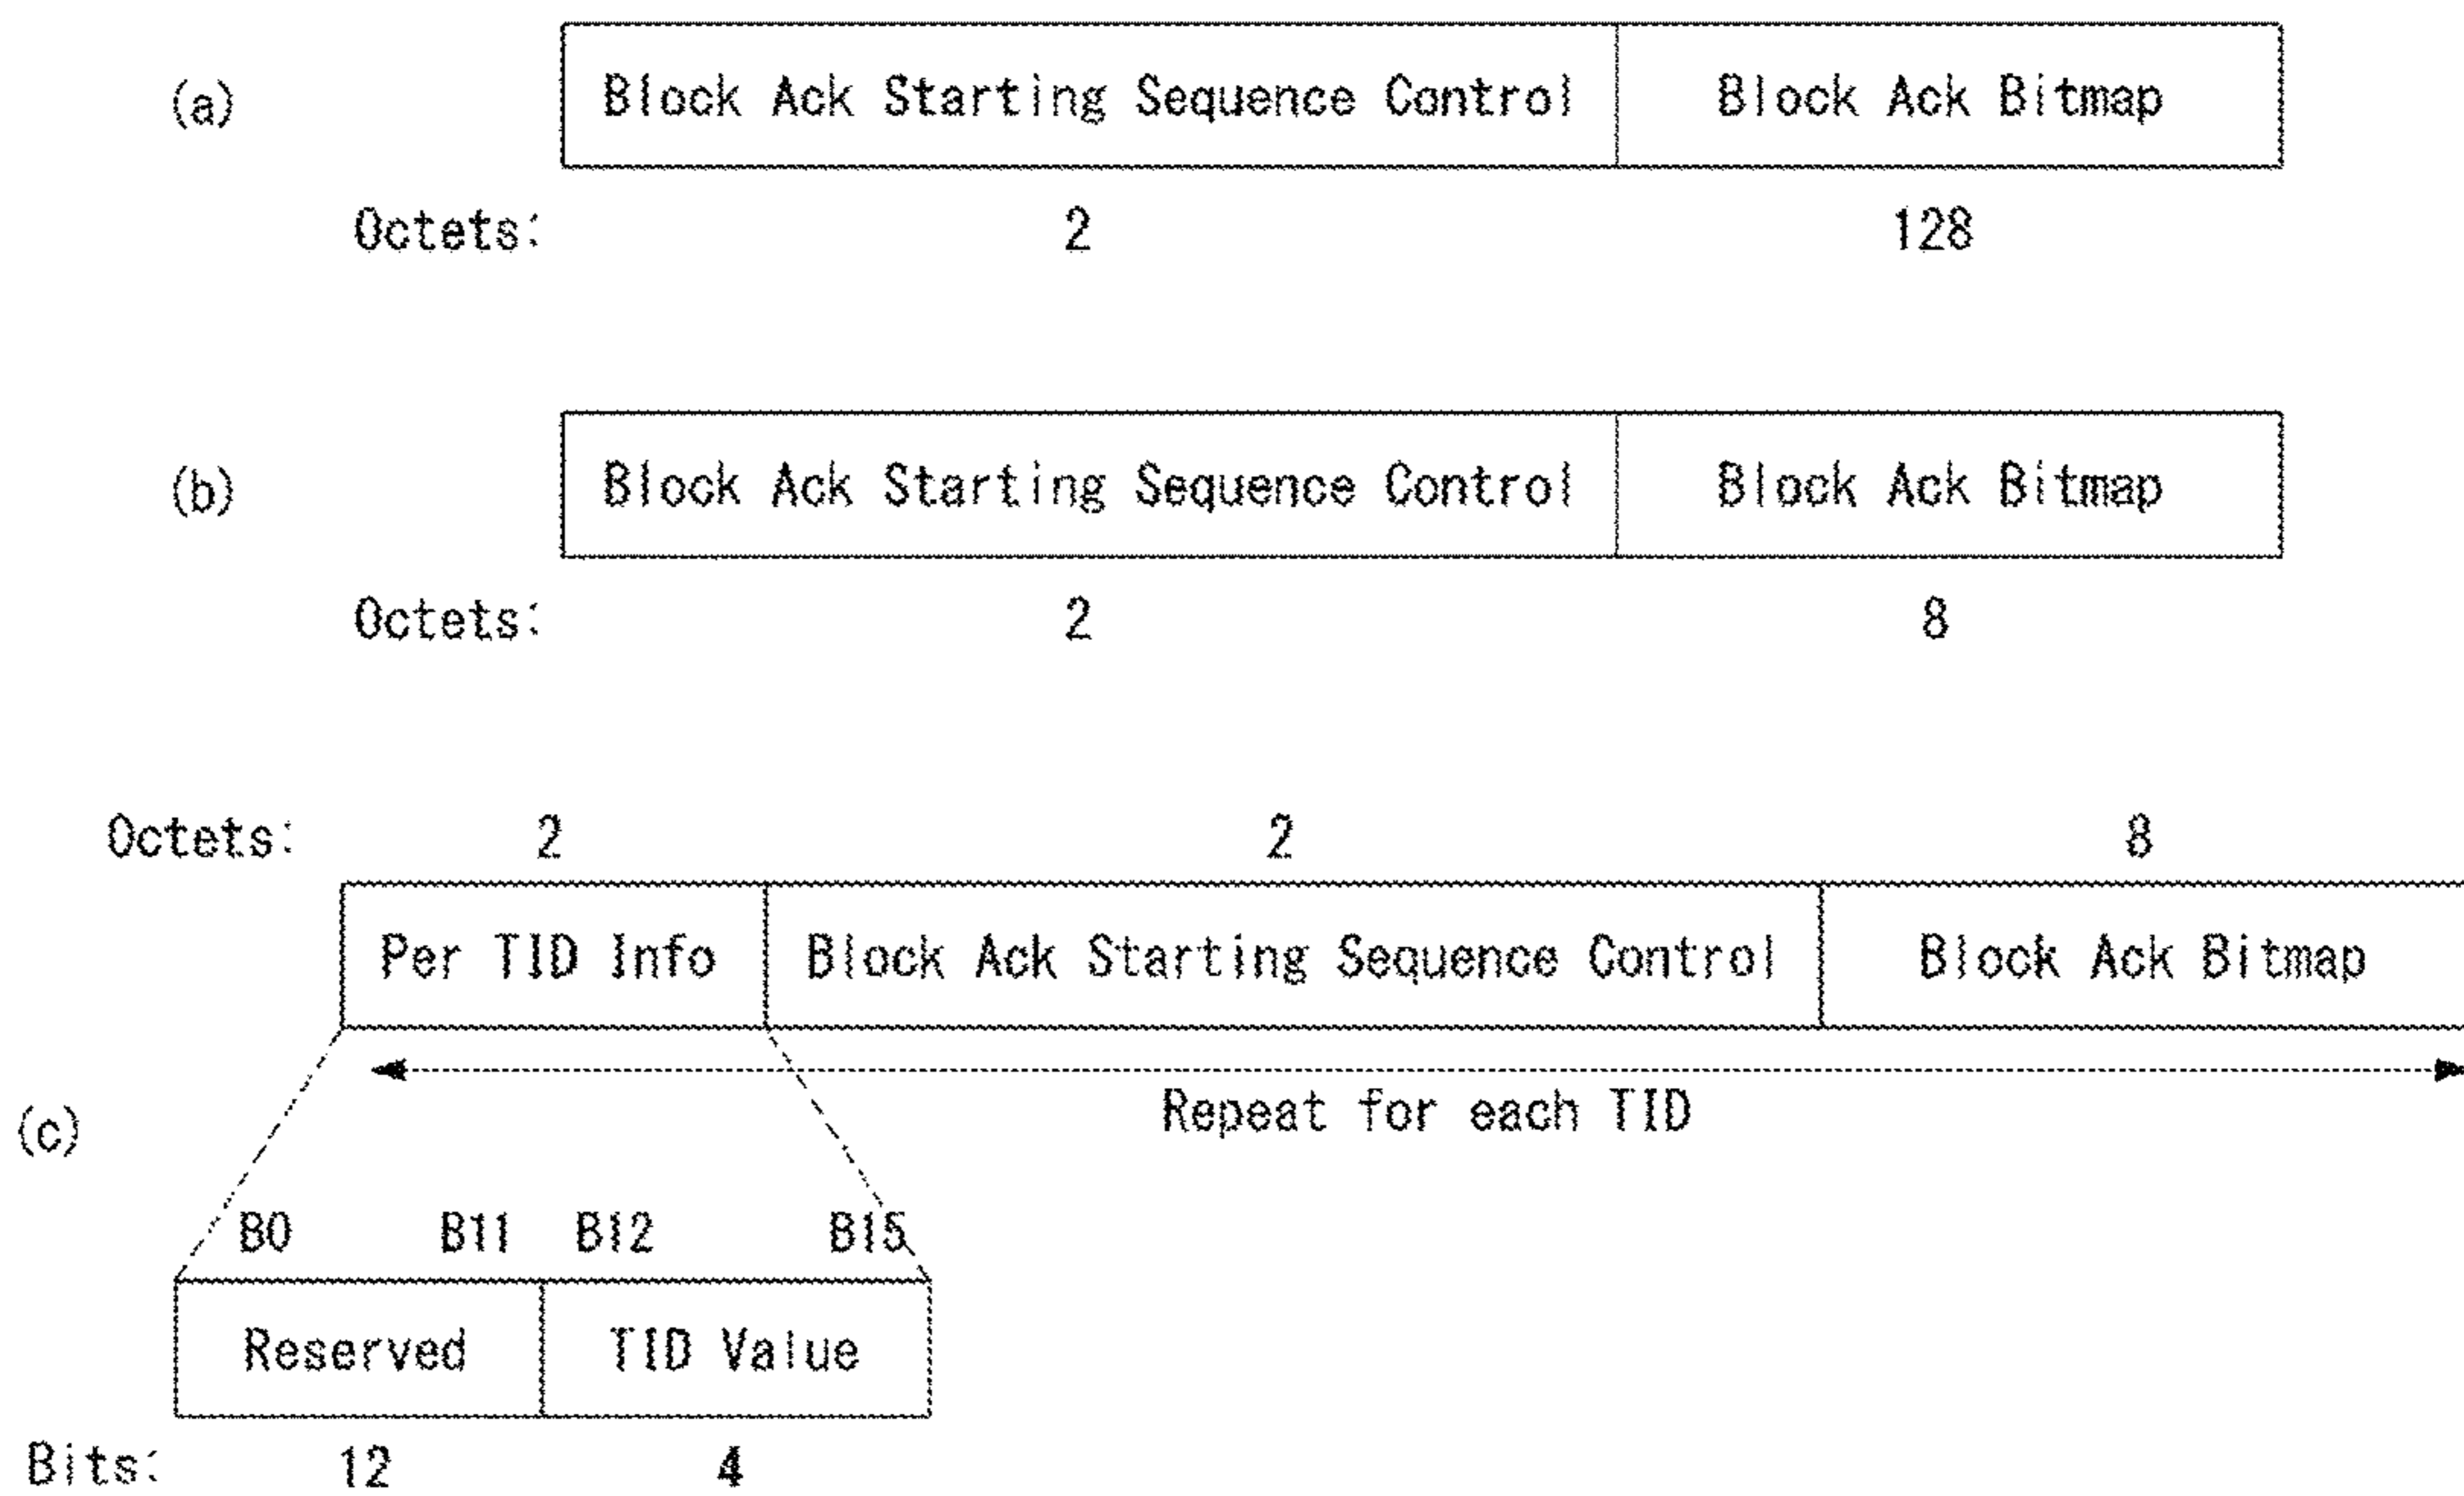 (a) Block Ack Starting Sequence Control Block Ack Bitmap
Octets: 2 128
(b) Block Ack Starting Sequence Control Block Ack Bitmap
Octets: 2 8
Octets: 2 2 8
Per TID Info Block Ack Starting Sequence Control Block Ack Bitmap
Repeat for each TID
(c)
B0 B11 B12 B15
Reserved TID Value
Bits: 12 4